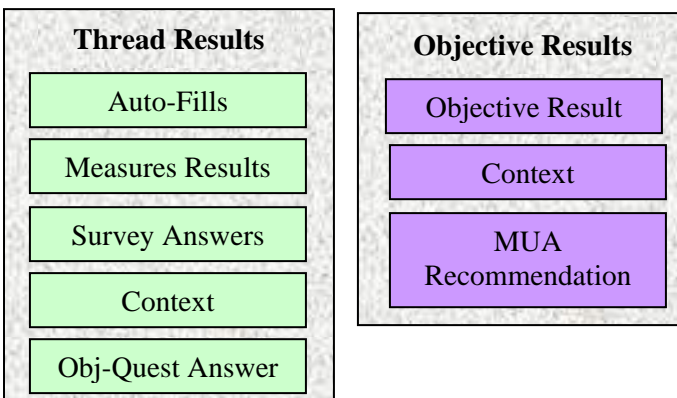 Thread Results
Auto-Fills
Measures Results
Survey Answers
Context
Obj-Quest Answer
Objective Results
Objective Result
Context
MUA
Recommendation